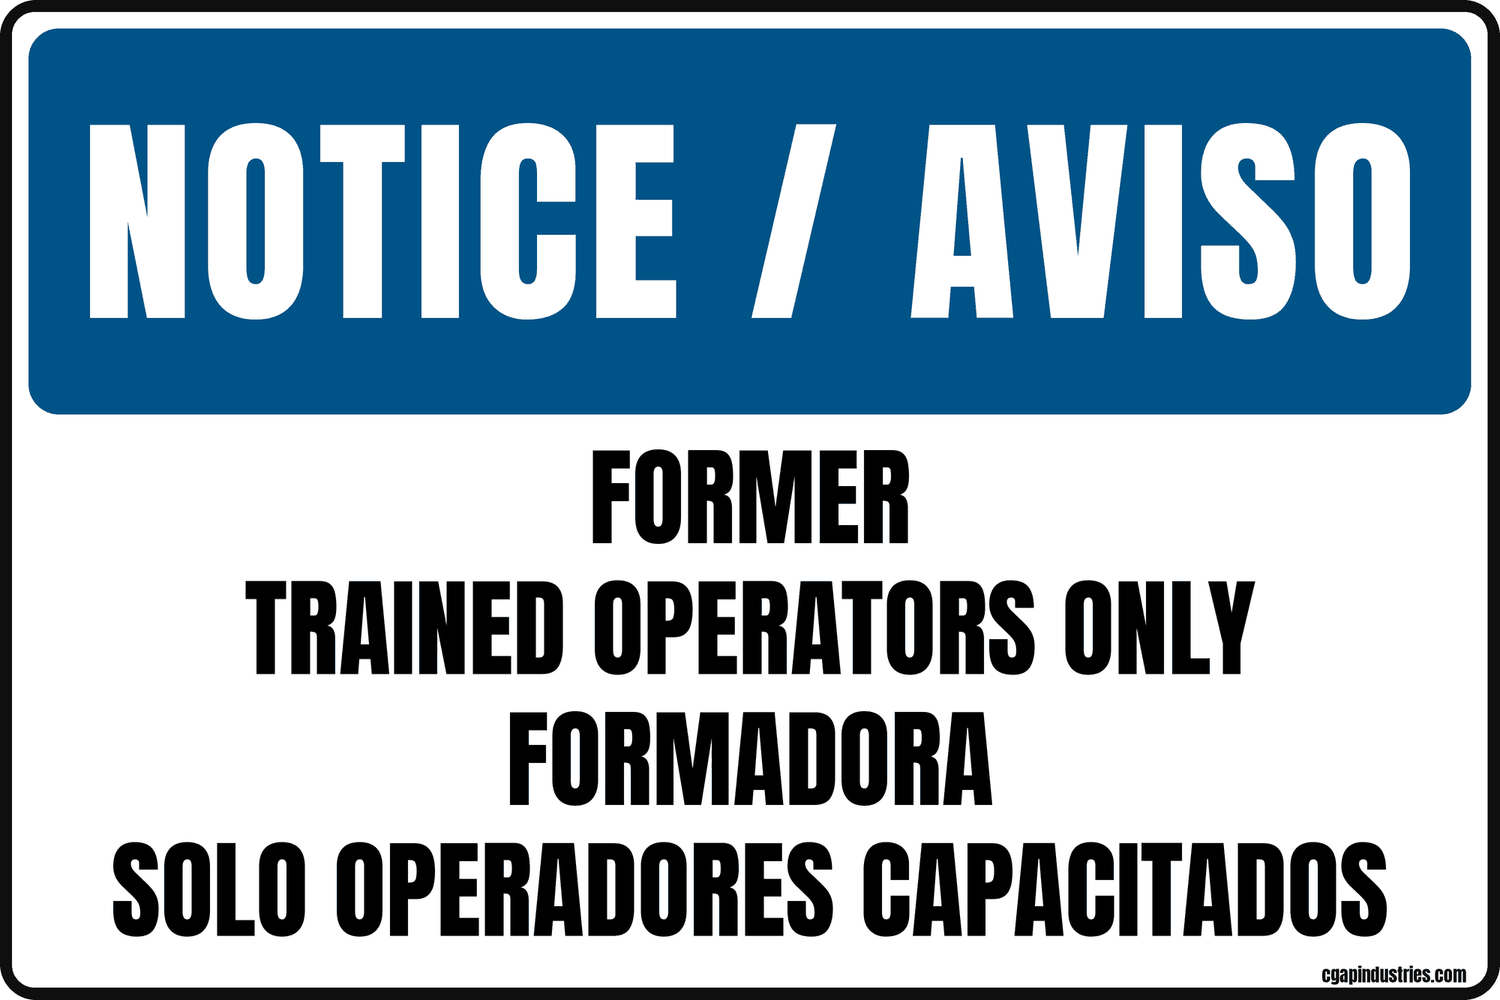 NOTICE / AVISO
FORMER
TRAINED OPERATORS ONLY
FORMADORA
SOLO OPERADORES CAPACITADOS
cgapindustries.com